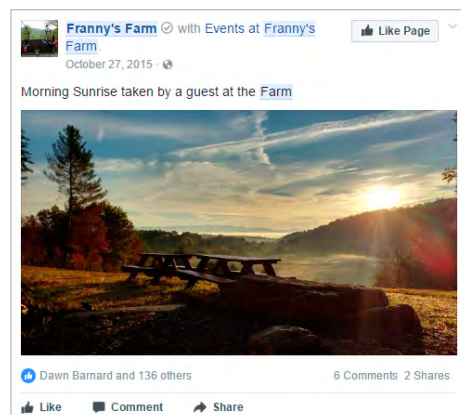 Franny's Farm with Events at Franny's
Farm.
Like Page
October 27, 2015 ·
Morning Sunrise taken by a guest at the Farm
Dawn Barnard and 136 others
6 Comments 2 Shares
Like Comment Share